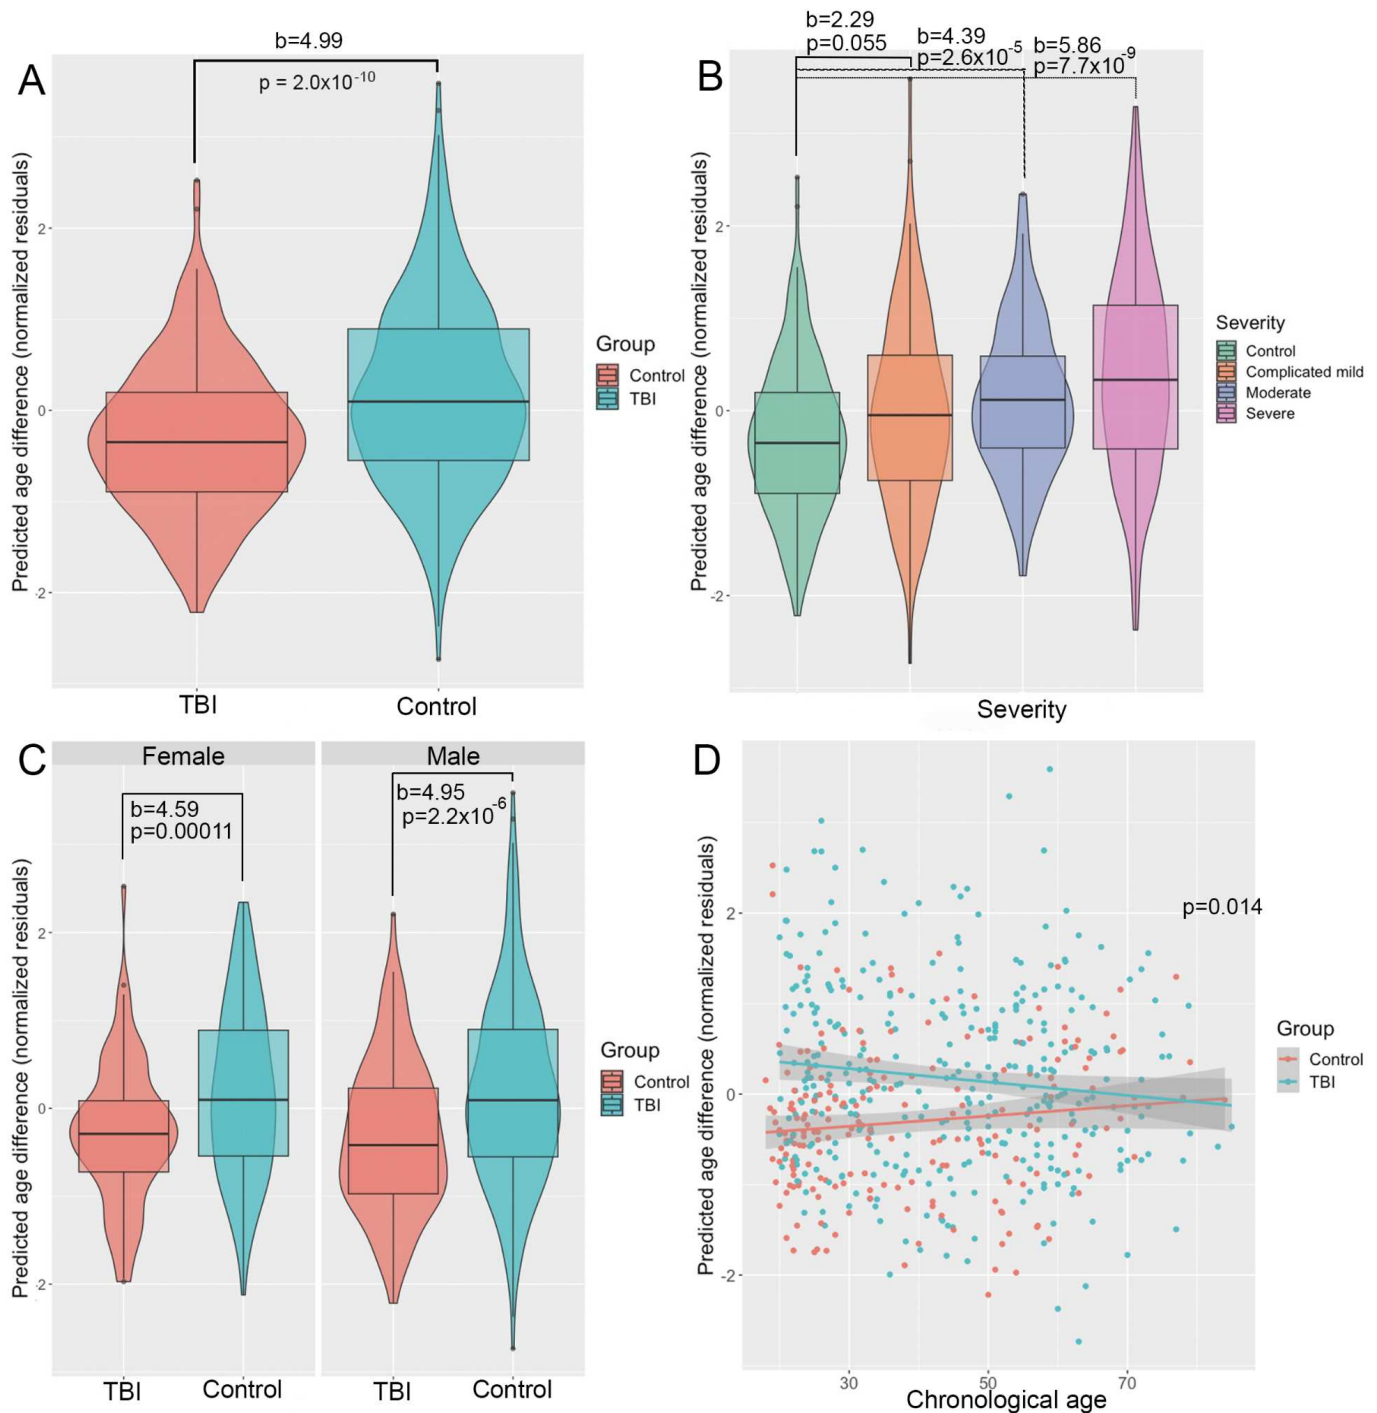 A
b=4.99
p = 2.0x10-10
Predicted age difference (normalized residuals)
2
0
-2
TBI
Control
Group
Control
TBI
B
b=2.29
p=0.055
b=4.39
p=2.6x10-5
b=5.86
p=7.7x10-9
Predicted age difference (normalized residuals)
2
0
-2
Severity
Severity
Control
Complicated mild
Moderate
Severe
C
Female
Male
b=4.59
p=0.00011
b=4.95
p=2.2x10-6
Predicted age difference (normalized residuals)
2
0
-2
TBI
Control
TBI
Control
Group
Control
TBI
D
p=0.014
Predicted age difference (normalized residuals)
2
0
-2
30
50
70
Chronological age
Group
Control
TBI